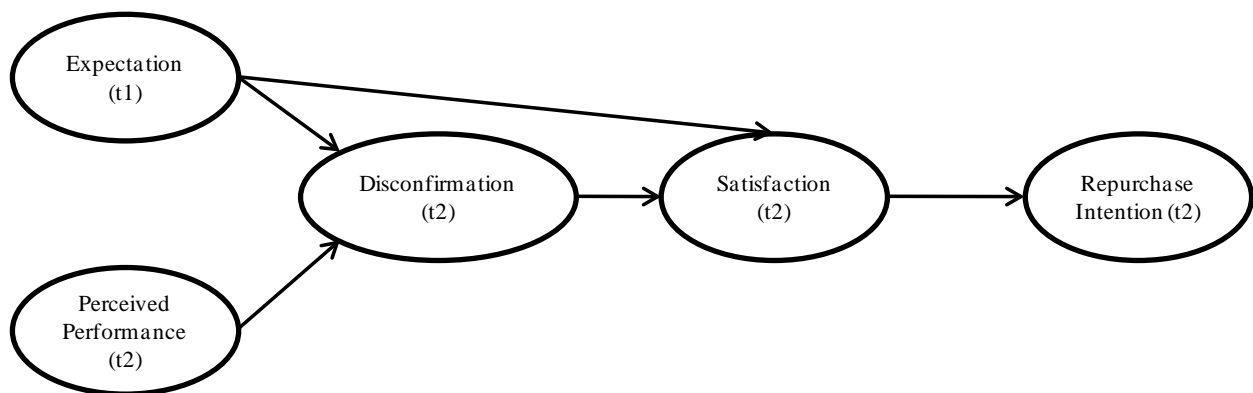 Expectation
(t1)
Disconfirmation
(t2)
Satisfaction
(t2)
Repurchase
Intention (t2)
Perceived
Performance
(t2)